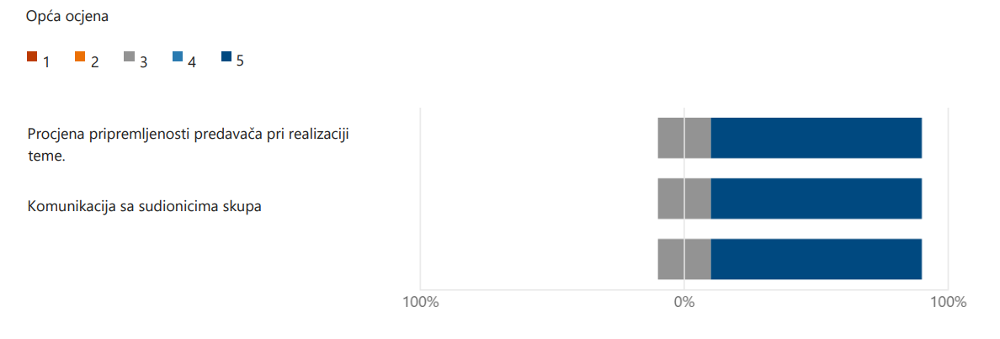 Opća ocjena
1 2 3 4 5
Procjena pripremljenosti predavača pri realizaciji
teme.
Komunikacija sa sudionicima skupa
100% 0% 100%